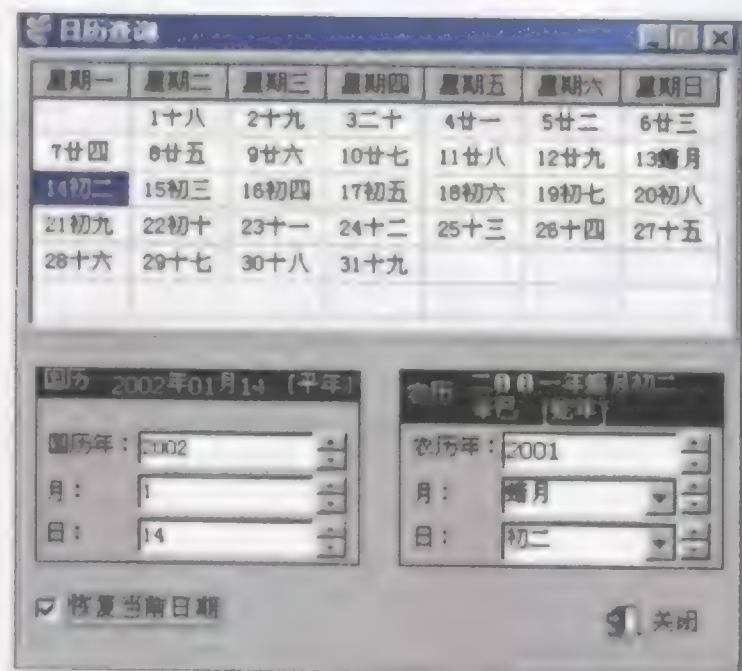 日历查询
星期一 星期二 星期三 星期四 星期五 星期六 星期日
1十八 2十九 3二十 4廿一 5廿二 6廿三
7廿四 8廿五 9廿六 10廿七 11廿八 12廿九 13腊月
14初二 15初三 16初四 17初五 18初六 19初七 20初八
21初九 22初十 23十一 24十二 25十三 26十四 27十五
28十六 29十七 30十八 31十九
国历 2002年01月14 (平年)
国历年：2002
月：1
日：14
农历 二00一年腊月初二
农历年：2001
月：腊月
日：初二
恢复当前日期
关闭